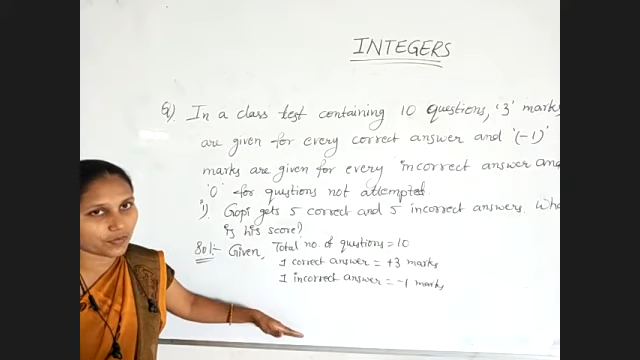 INTEGERS
Q) In a class test containing 10 questions, '3' marks
are given for every correct answer and '(-1)'
marks are given for every incorrect answer and
'0' for questions not attempted.
i). Gopi gets 5 correct and 5 incorrect answers. Wha
is his score?
Sol:- Given, Total no. of questions = 10
1 correct answer = +3 marks
1 incorrect answer = -1 marks